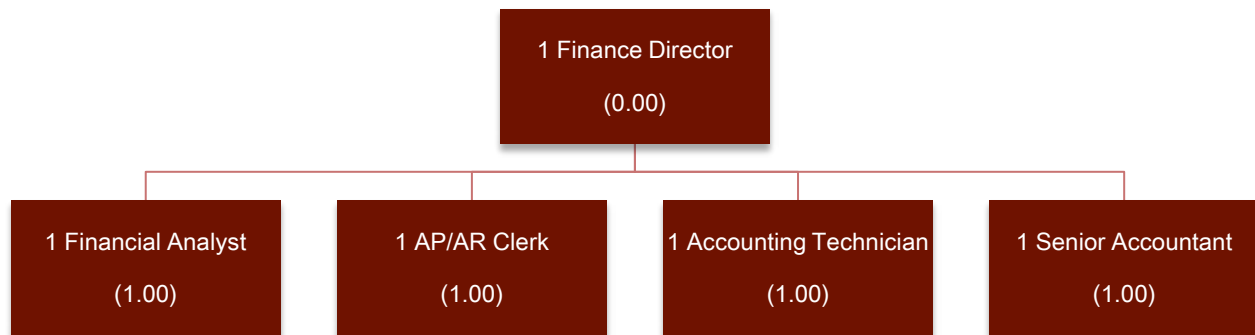 1 Finance Director
(0.00)
1 Financial Analyst
(1.00)
1 AP/AR Clerk
(1.00)
1 Accounting Technician
(1.00)
1 Senior Accountant
(1.00)